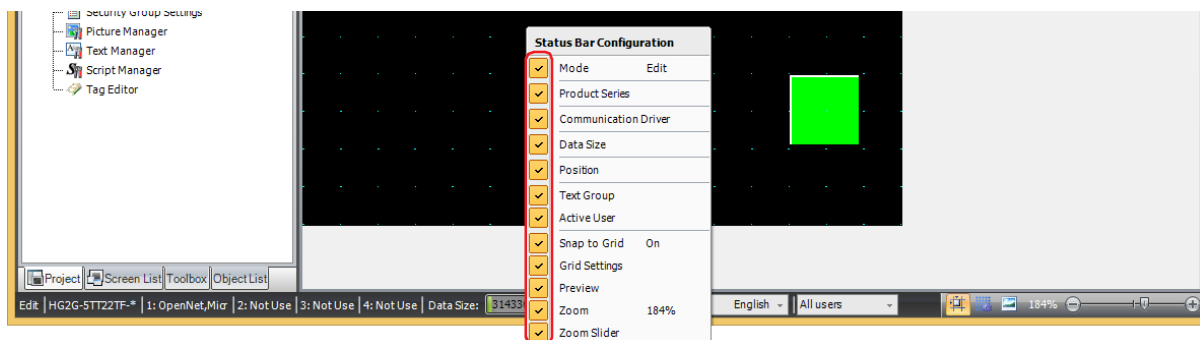 Security Group Settings
Picture Manager
Text Manager
Script Manager
Tag Editor
Status Bar Configuration
Mode Edit
Product Series
Communication Driver
Data Size
Position
Text Group
Active User
Snap to Grid On
Grid Settings
Preview
Zoom 184%
Zoom Slider
Project Screen List Toolbox Object List
Edit HG2G-5TT22TF-* 1: OpenNet,Micr 2: Not Use 3: Not Use 4: Not Use Data Size: 31433 English All users 184%